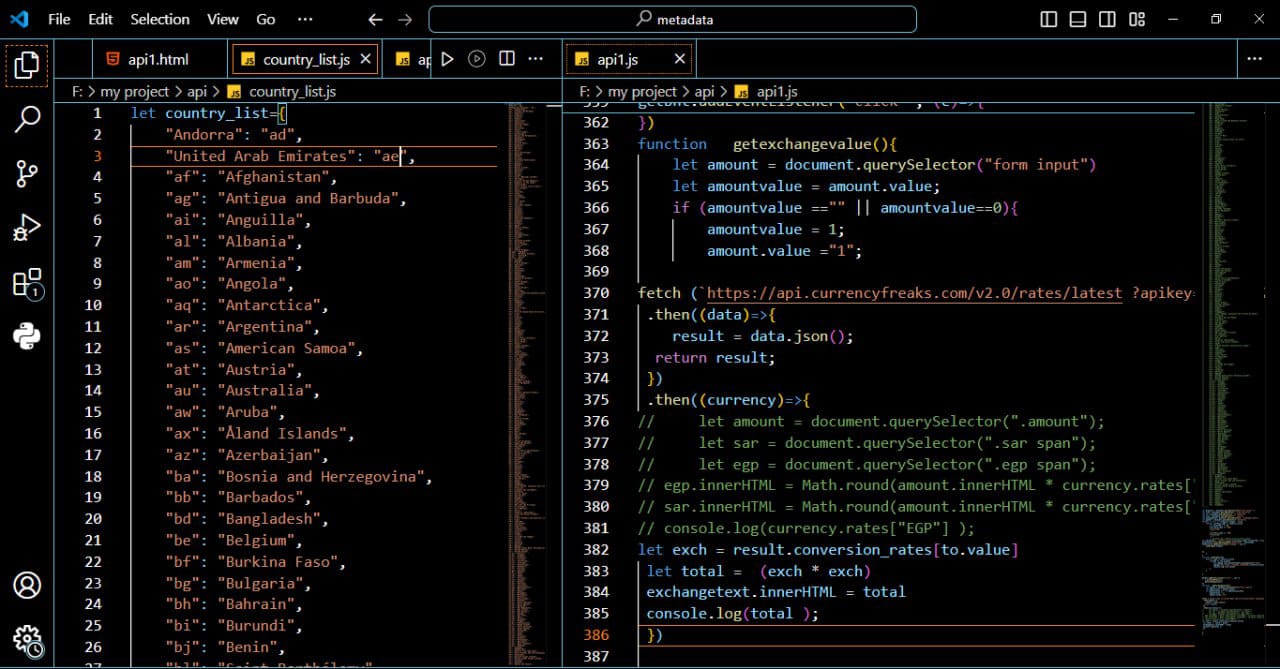 File Edit Selection View Go ··· ← → metadata
api1.html country_list.js × ap ··· api1.js × ···
F: > my project > api > country_list.js
F: > my project > api > api1.js
1 let country_list={
2 "Andorra": "ad",
3 "United Arab Emirates": "ae",
4 "af": "Afghanistan",
5 "ag": "Antigua and Barbuda",
6 "ai": "Anguilla",
7 "al": "Albania",
8 "am": "Armenia",
9 "ao": "Angola",
10 "aq": "Antarctica",
11 "ar": "Argentina",
12 "as": "American Samoa",
13 "at": "Austria",
14 "au": "Australia",
15 "aw": "Aruba",
16 "ax": "Åland Islands",
17 "az": "Azerbaijan",
18 "ba": "Bosnia and Herzegovina",
19 "bb": "Barbados",
20 "bd": "Bangladesh",
21 "be": "Belgium",
22 "bf": "Burkina Faso",
23 "bg": "Bulgaria",
24 "bh": "Bahrain",
25 "bi": "Burundi",
26 "bj": "Benin",
362 })
363 function getexchangevalue(){
364 let amount = document.querySelector("form input")
365 let amountvalue = amount.value;
366 if (amountvalue =="" || amountvalue==0){
367 amountvalue = 1;
368 amount.value ="1";
369
370 fetch (`https://api.currencyfreaks.com/v2.0/rates/latest ?apikey=
371 .then((data)=>{
372 result = data.json();
373 return result;
374 })
375 .then((currency)=>{
376 // let amount = document.querySelector(".amount");
377 // let sar = document.querySelector(".sar span");
378 // let egp = document.querySelector(".egp span");
379 // egp.innerHTML = Math.round(amount.innerHTML * currency.rates[
380 // sar.innerHTML = Math.round(amount.innerHTML * currency.rates[
381 // console.log(currency.rates["EGP"] );
382 let exch = result.conversion_rates[to.value]
383 let total = (exch * exch)
384 exchangetext.innerHTML = total
385 console.log(total );
386 })
387
1